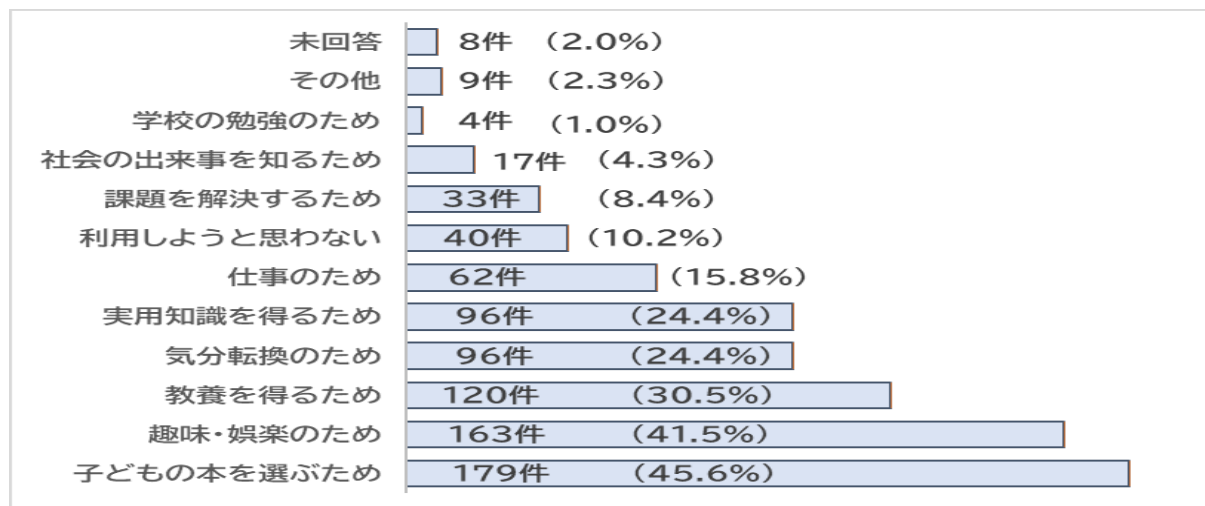 未回答 8件 (2.0%)
その他 9件 (2.3%)
学校の勉強のため 4件 (1.0%)
社会の出来事を知るため 17件 (4.3%)
課題を解決するため 33件 (8.4%)
利用しようと思わない 40件 (10.2%)
仕事のため 62件 (15.8%)
実用知識を得るため 96件 (24.4%)
気分転換のため 96件 (24.4%)
教養を得るため 120件 (30.5%)
趣味・娯楽のため 163件 (41.5%)
子どもの本を選ぶため 179件 (45.6%)